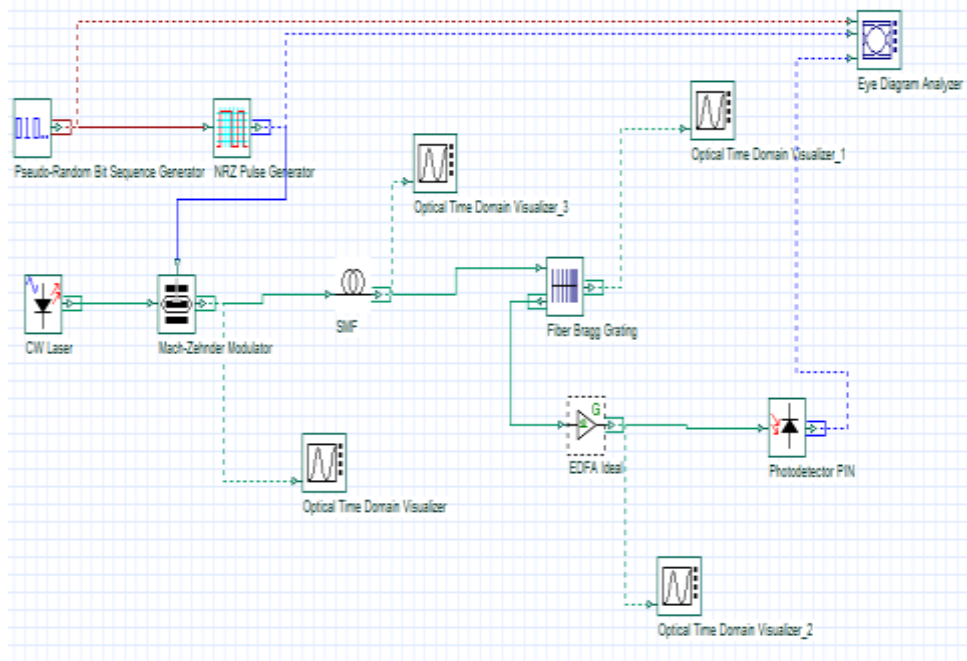 Eye Diagram Analyzer
010...
Pseudo-Random Bit Sequence Generator
NRZ Pulse Generator
Optical Time Domain Visualizer_1
Optical Time Domain Visualizer_3
CW Laser
Mach-Zehnder Modulator
SMF
Fiber Bragg Grating
G
EDFA Ideal
Photodetector PIN
Optical Time Domain Visualizer
Optical Time Domain Visualizer_2